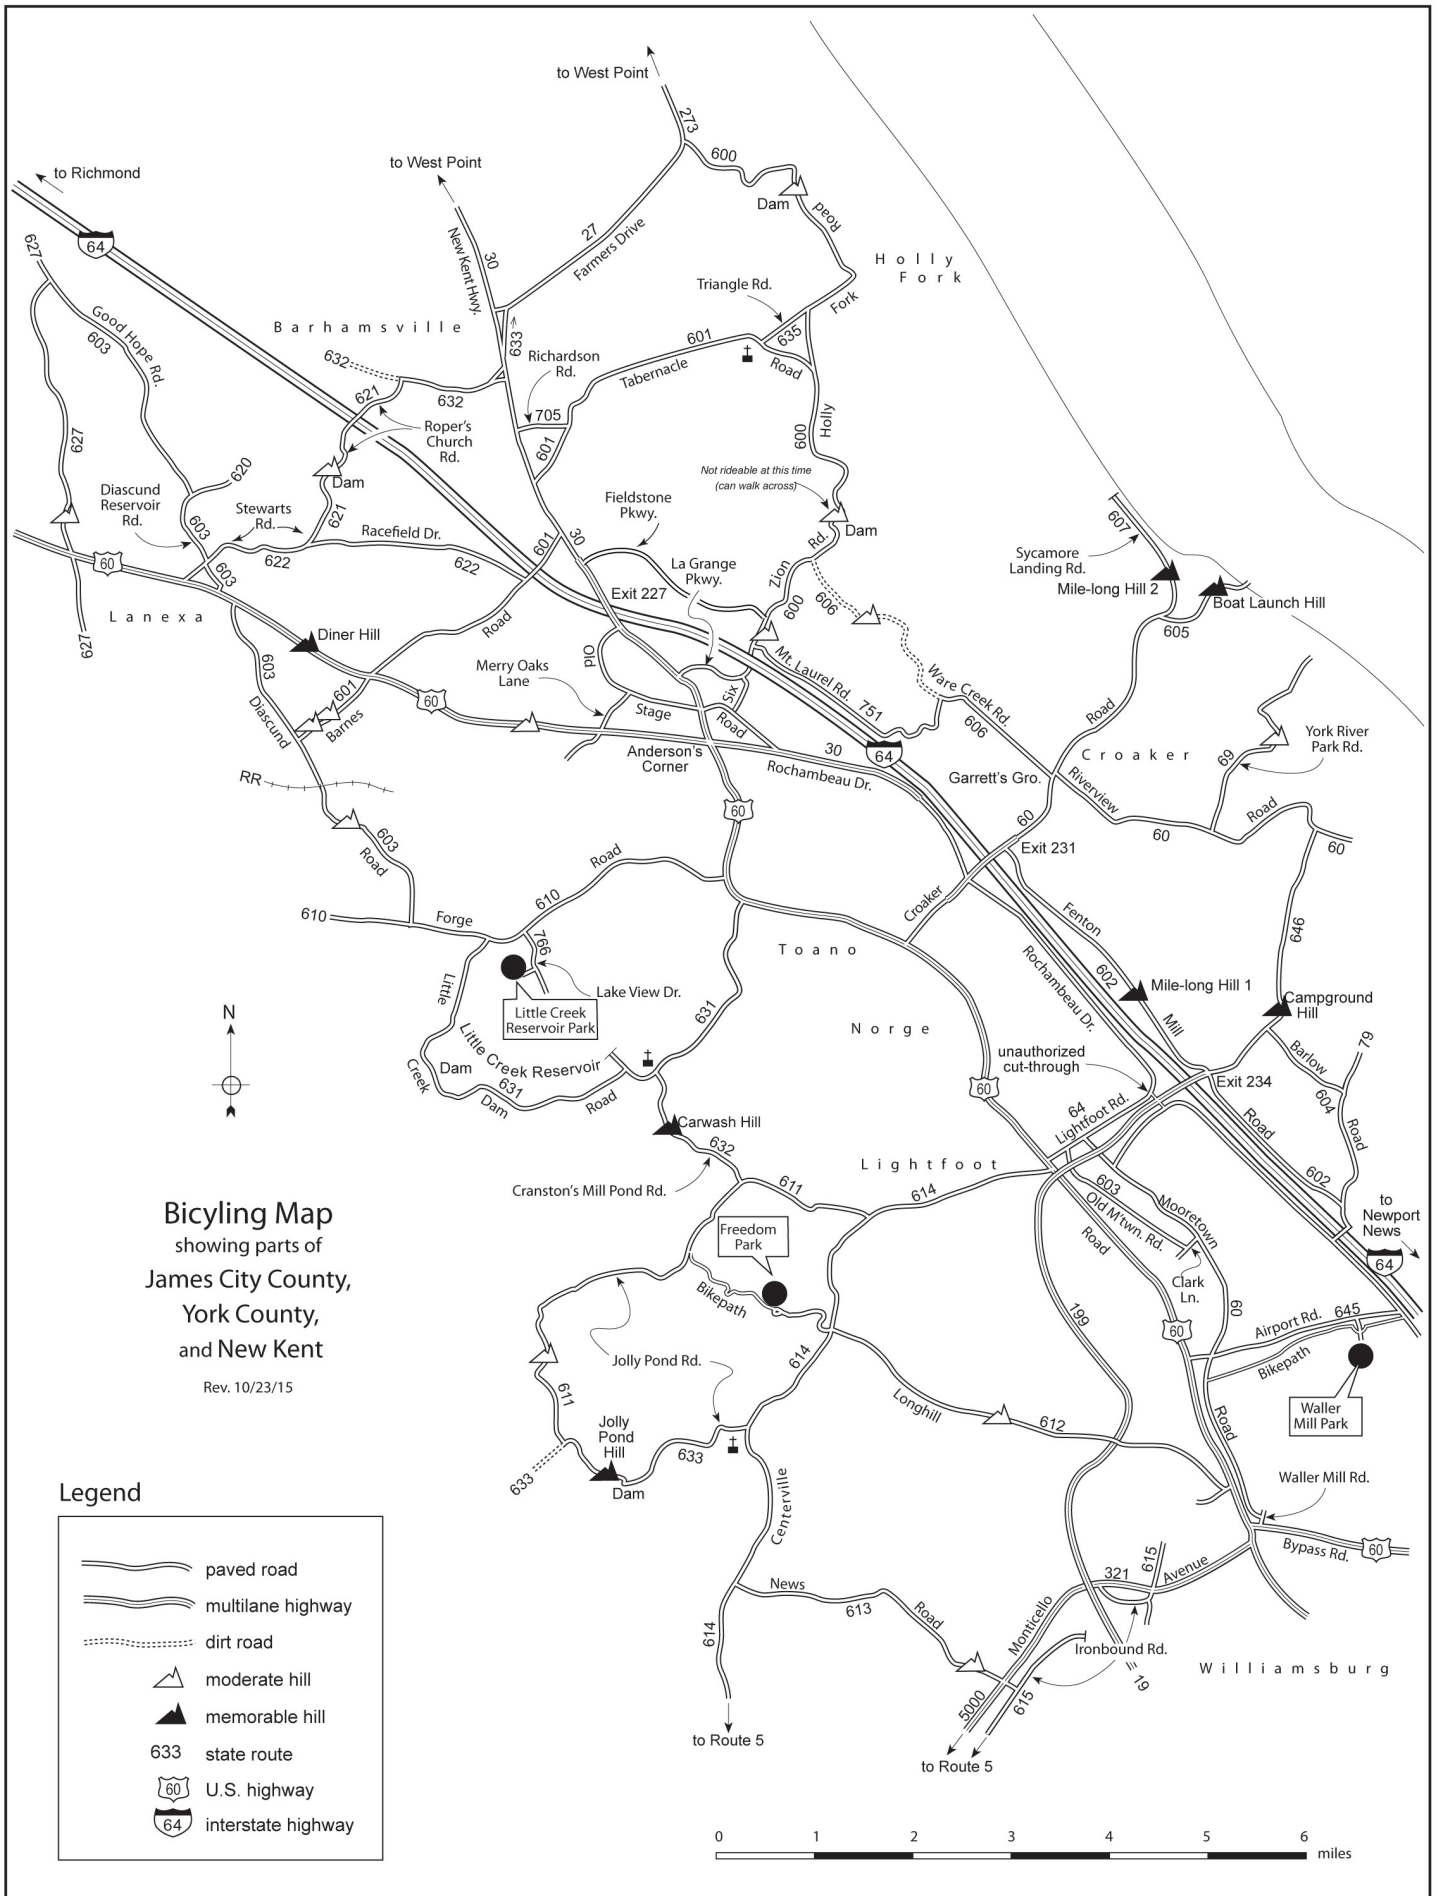 to West Point
273
600
to West Point
to Richmond
Dam
Road
64
627
27
Farmers Drive
30
New Kent Hwy.
Holly
Fork
Triangle Rd.
Fork
Good Hope Rd.
603
Barhamsville
633
601
635
632
Richardson
Rd.
Tabernacle
Road
621
632
705
Holly
600
627
Roper's
Church
Rd.
601
Not rideable at this time
(can walk across)
620
Dam
Diascund
Reservoir
Rd.
Stewarts
Rd.
Fieldstone
Pkwy.
607
603
621
Racefield Dr.
601
30
Rd.
Dam
Sycamore
Landing Rd.
60
622
622
La Grange
Pkwy.
Zion
603
Exit 227
600
606
Mile-long Hill 2
Boat Launch Hill
Lanexa
Diner Hill
Road
605
627
603
Merry Oaks
Lane
Old
Mt. Laurel Rd.
Ware Creek Rd.
601
60
Six
751
606
Road
Diascund
Barnes
Stage
Road
York River
Park Rd.
Anderson's
Corner
30
64
Croaker
69
RR
Rochambeau Dr.
Garrett's Gro.
Riverview
603
Road
60
60
60
Road
60
Exit 231
Road
610
Croaker
Fenton
610
Forge
646
766
Toano
Rochambeau Dr.
602
Little
Lake View Dr.
Mile-long Hill 1
Campground
Hill
Little Creek
Reservoir Park
631
Mill
N
Little Creek Reservoir
Norge
79
Creek
Dam
unauthorized
cut-through
Barlow
631
Dam
Road
60
Exit 234
64
Lightfoot Rd.
604
Road
Carwash Hill
Road
632
Lightfoot
602
Cranston's Mill Pond Rd.
611
614
603
Old M'twn. Rd.
Mooretown
to
Newport
News
Bicyling Map
showing parts of
James City County,
York County,
and New Kent
Rev. 10/23/15
Freedom
Park
Road
64
Clark
Ln.
Bikepath
199
60
60
Airport Rd.
645
Bikepath
614
Jolly Pond Rd.
611
Longhill
612
Road
Waller
Mill Park
Jolly
Pond
Hill
633
633
Dam
Centerville
Waller Mill Rd.
Bypass Rd.
60
News
613
Road
321
615
Avenue
614
Monticello
Ironbound Rd.
19
Williamsburg
5000
615
to Route 5
to Route 5
Legend
paved road
multilane highway
dirt road
moderate hill
memorable hill
633
state route
60
U.S. highway
64
interstate highway
0 1 2 3 4 5 6
miles